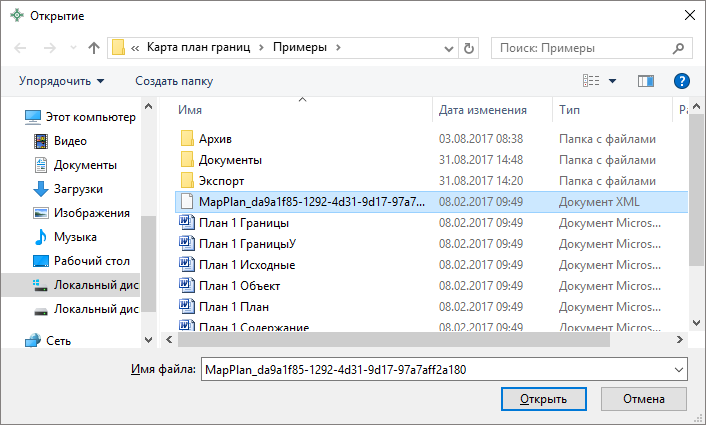 Открытие
« Карта план границ > Примеры >
Поиск: Примеры
Упорядочить
Создать папку
?
Этот компьютер
Видео
Документы
Загрузки
Изображения
Музыка
Рабочий стол
Локальный дис
Локальный дис
Сеть
Имя Дата изменения Тип Ра
Архив 03.08.2017 08:38 Папка с файлами
Документы 31.08.2017 14:48 Папка с файлами
Экспорт 31.08.2017 14:20 Папка с файлами
MapPlan_da9a1f85-1292-4d31-9d17-97a7... 08.02.2017 09:49 Документ XML
План 1 Границы 08.02.2017 09:49 Документ Micros...
План 1 ГраницыУ 08.02.2017 09:49 Документ Micros...
План 1 Исходные 08.02.2017 09:49 Документ Micros...
План 1 Объект 08.02.2017 09:49 Документ Micros...
План 1 План 08.02.2017 09:49 Документ Micros...
План 1 Содержание 08.02.2017 09:49 Документ Micros...
Имя файла: MapPlan_da9a1f85-1292-4d31-9d17-97a7aff2a180
Открыть
Отмена